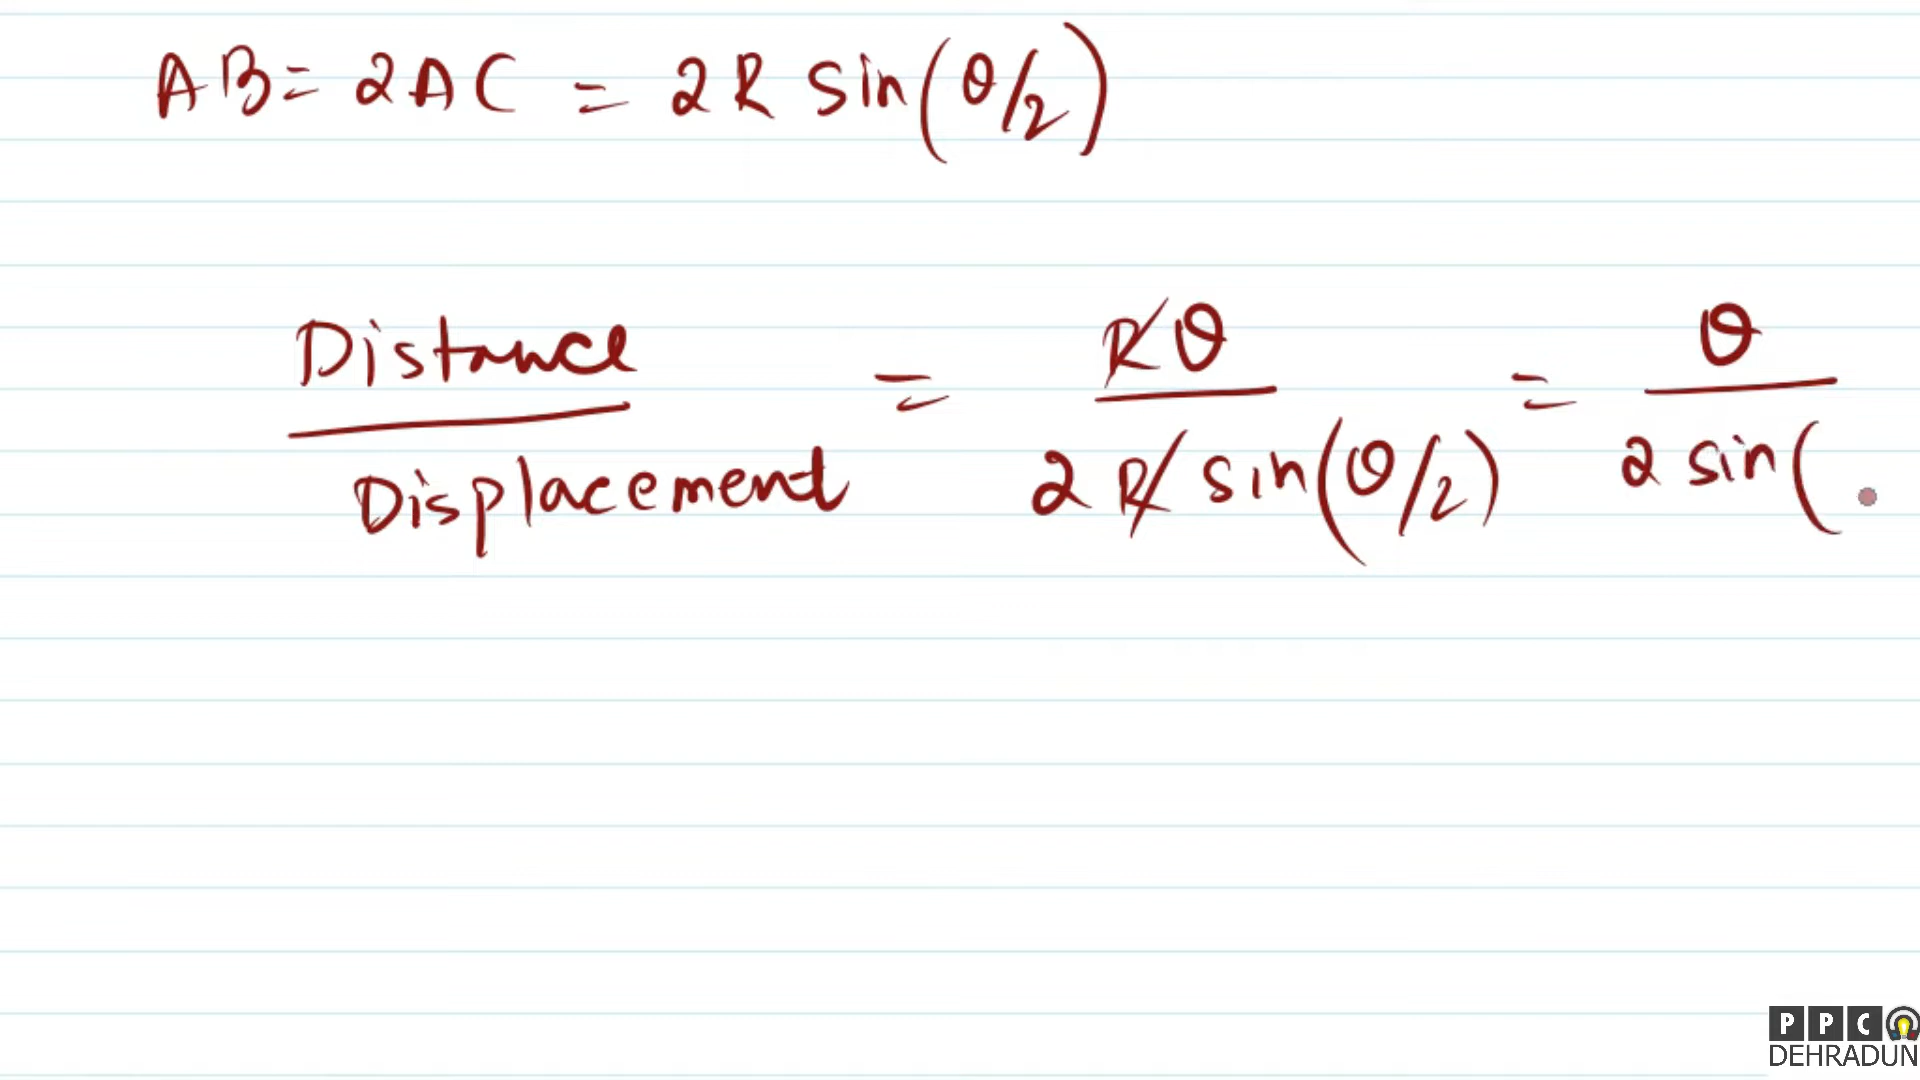 AB = 2AC = 2R sin(θ/2)
Distance / Displacement = Rθ / 2R sin(θ/2) = θ / 2 sin(
PPC
DEHRADUN